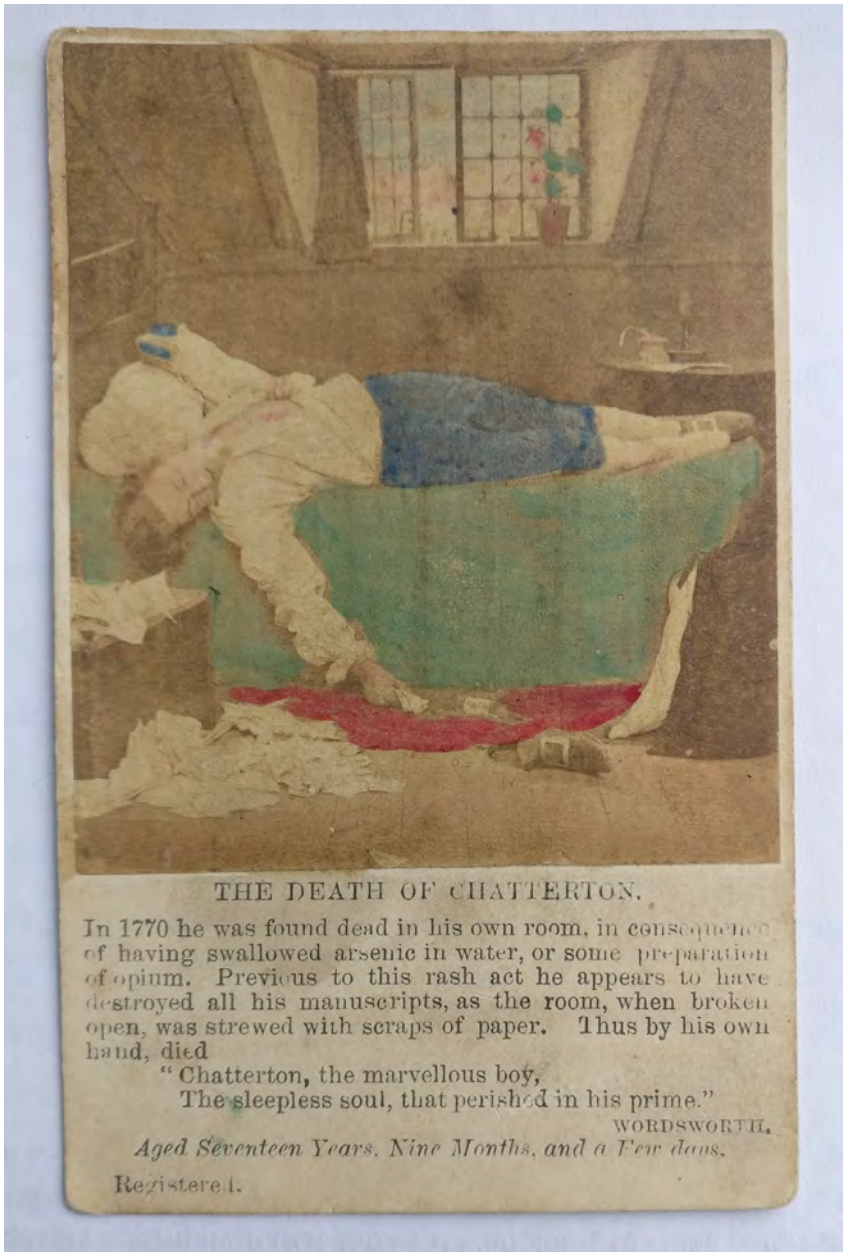 THE DEATH OF CHATTERTON.
In 1770 he was found dead in his own room, in consequence
of having swallowed arsenic in water, or some preparation
of opium. Previous to this rash act he appears to have
destroyed all his manuscripts, as the room, when broken
open, was strewed with scraps of paper. Thus by his own
hand, died
“Chatterton, the marvellous boy,
The sleepless soul, that perished in his prime.”
WORDSWORTH.
Aged Seventeen Years, Nine Months, and a Few days.
Registered.